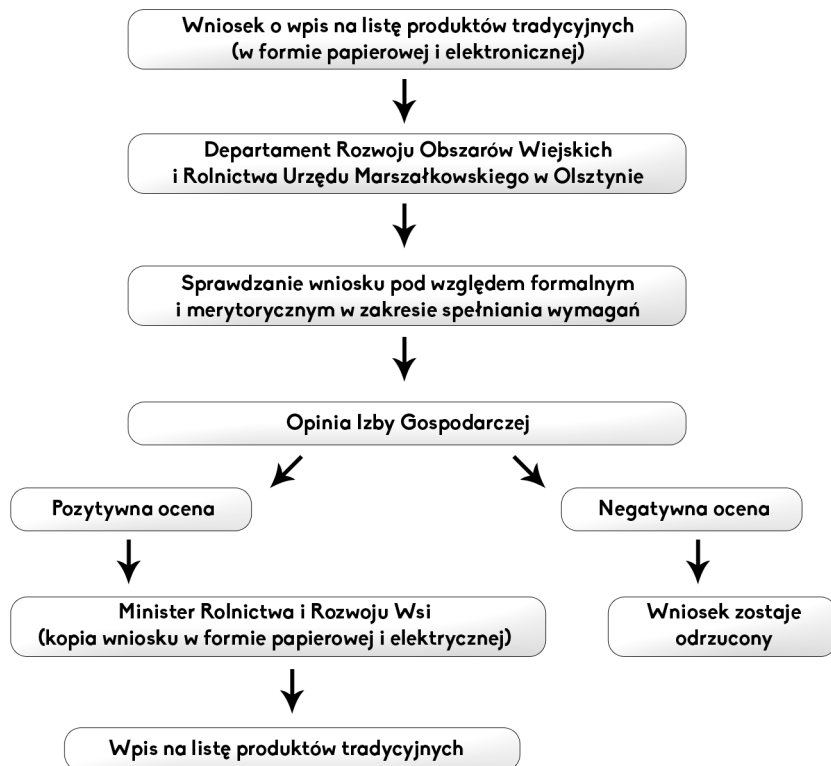 Wniosek o wpis na listę produktów tradycyjnych
(w formie papierowej i elektronicznej)
Departament Rozwoju Obszarów Wiejskich
i Rolnictwa Urzędu Marszałkowskiego w Olsztynie
Sprawdzanie wniosku pod względem formalnym
i merytorycznym w zakresie spełniania wymagań
Opinia Izby Gospodarczej
Pozytywna ocena
Negatywna ocena
Minister Rolnictwa i Rozwoju Wsi
(kopia wniosku w formie papierowej i elektrycznej)
Wniosek zostaje
odrzucony
Wpis na listę produktów tradycyjnych